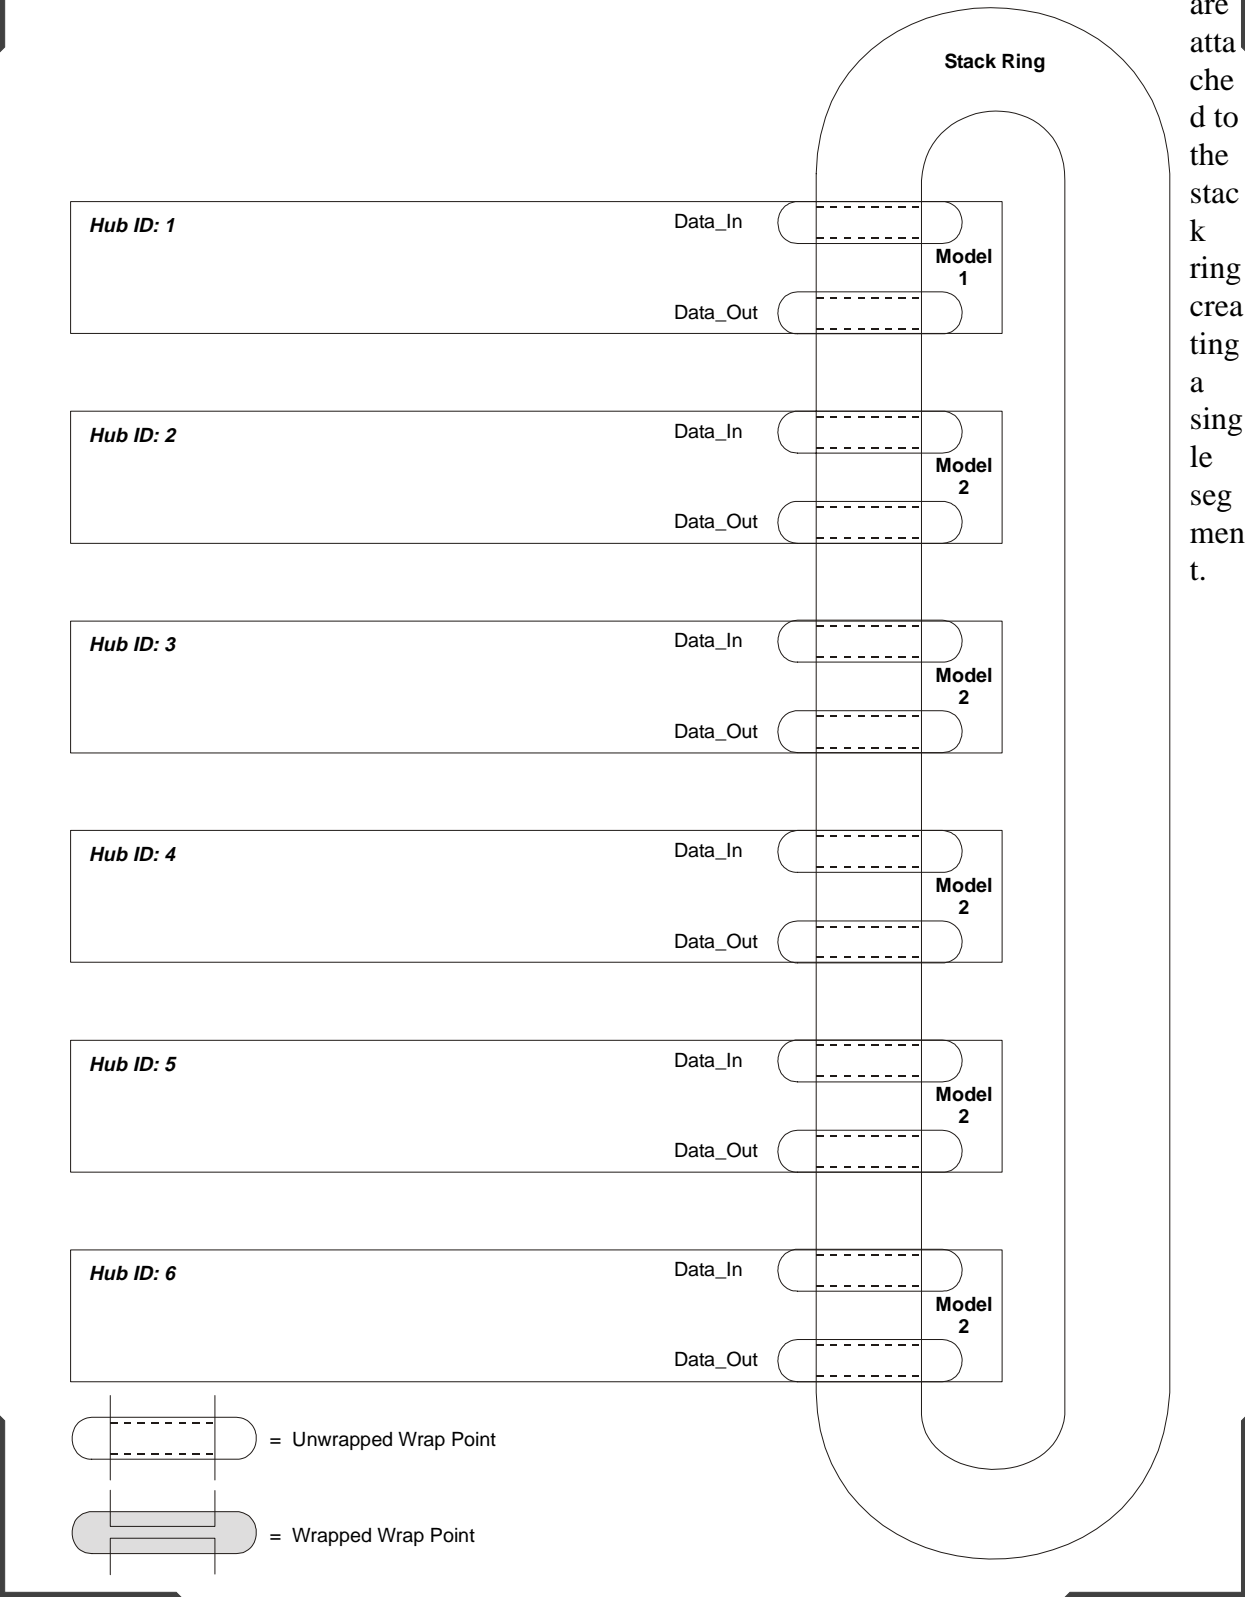 Stack Ring
are
atta
che
d to
the
stac
k
ring
crea
ting
a
sing
le
seg
men
t.
Hub ID: 1
Data_In
Model
1
Data_Out
Hub ID: 2
Data_In
Model
2
Data_Out
Hub ID: 3
Data_In
Model
2
Data_Out
Hub ID: 4
Data_In
Model
2
Data_Out
Hub ID: 5
Data_In
Model
2
Data_Out
Hub ID: 6
Data_In
Model
2
Data_Out
= Unwrapped Wrap Point
= Wrapped Wrap Point